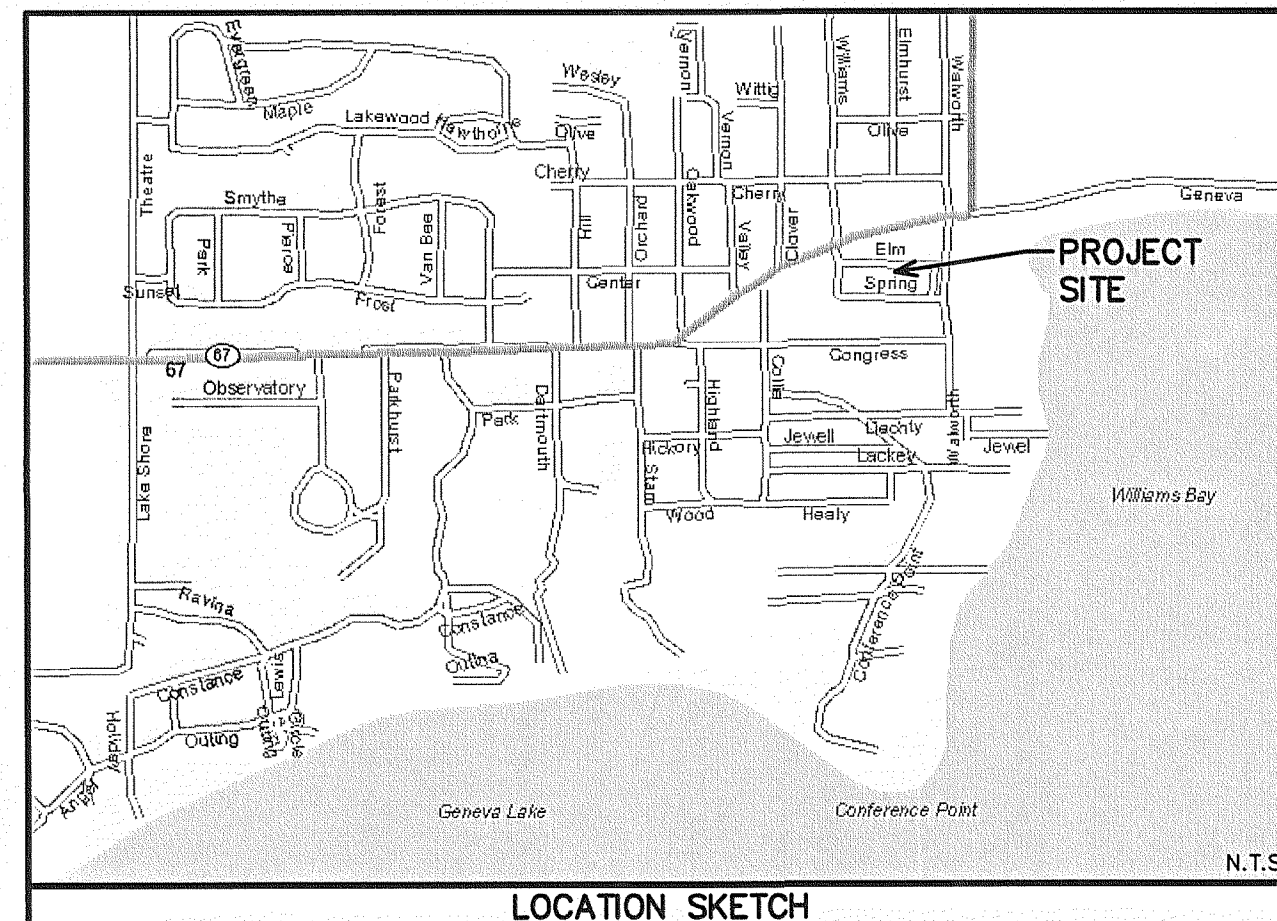 Evergreen
Maple
Lakewood
Hawthorne
Wesley
Olive
Vernon
Wittig
Vernon
Williams
Elmhurst
Olive
Walworth
Theatre
Smythe
Forest
Cherry
Oakwood
Cherry
Geneva
Park
Pierce
Van Bee
Hill
Orchard
Valley
Clover
Elm
Spring
PROJECT
SITE
Sunset
Frost
Center
67
67
Observatory
Congress
Collie
Parkhurst
Park
Dartmouth
Highland
Walworth
Lake Shore
Hickory
Liechty
Jewell
Jewel
Lackey
Stam
Wood
Healy
Williams Bay
Ravina
Constance
Conference Point
Outing
Lewis
Constance
Holiday
Outing
Outing
Circle
Geneva Lake
Conference Point
N.T.S
LOCATION SKETCH